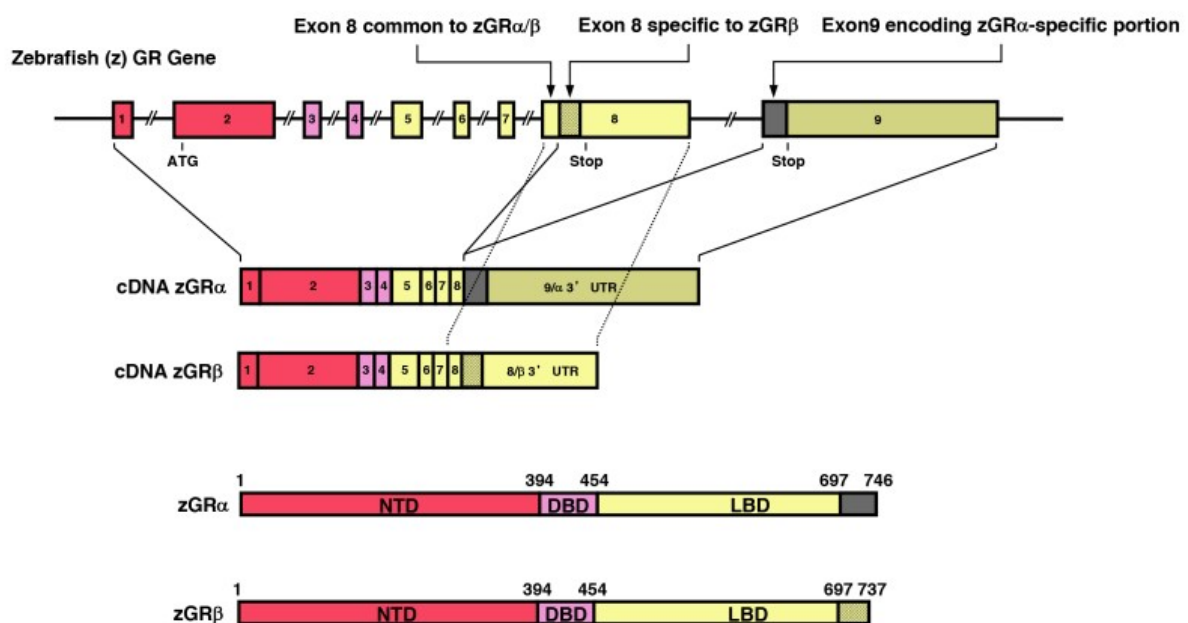 Exon 8 common to zGRα/β Exon 8 specific to zGRβ Exon9 encoding zGRα-specific portion
Zebrafish (z) GR Gene
1 2 3 4 5 6 7 8 9
ATG Stop Stop
cDNA zGRα 1 2 3 4 5 6 7 8 9/α 3' UTR
cDNA zGRβ 1 2 3 4 5 6 7 8 8/β 3' UTR
1 394 454 697 746
zGRα NTD DBD LBD
1 394 454 697 737
zGRβ NTD DBD LBD